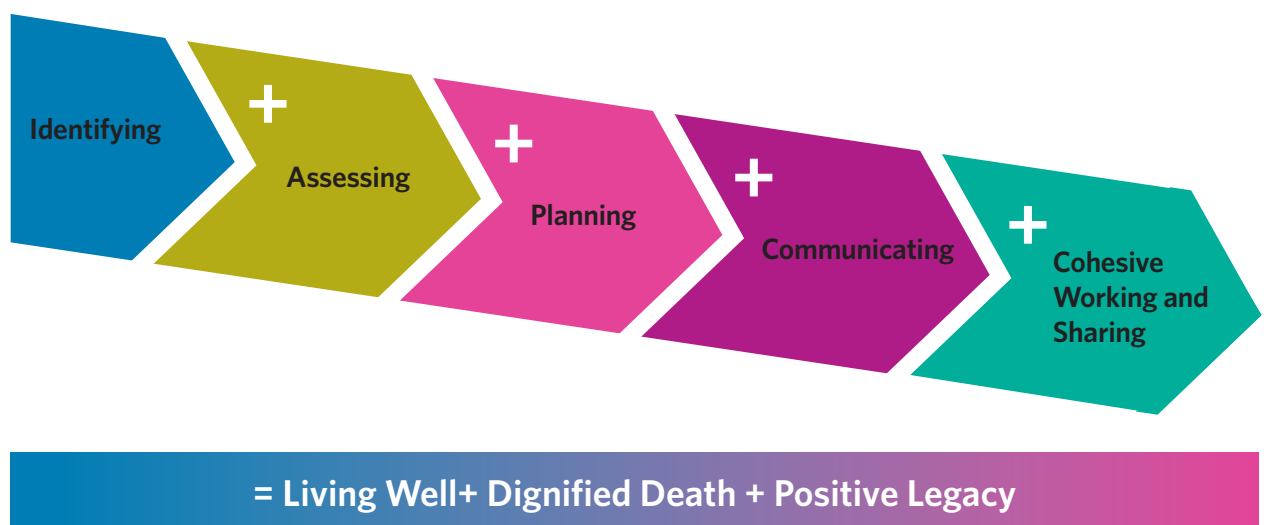 Identifying
+
Assessing
+
Planning
+
Communicating
+
Cohesive
Working and
Sharing
= Living Well+ Dignified Death + Positive Legacy